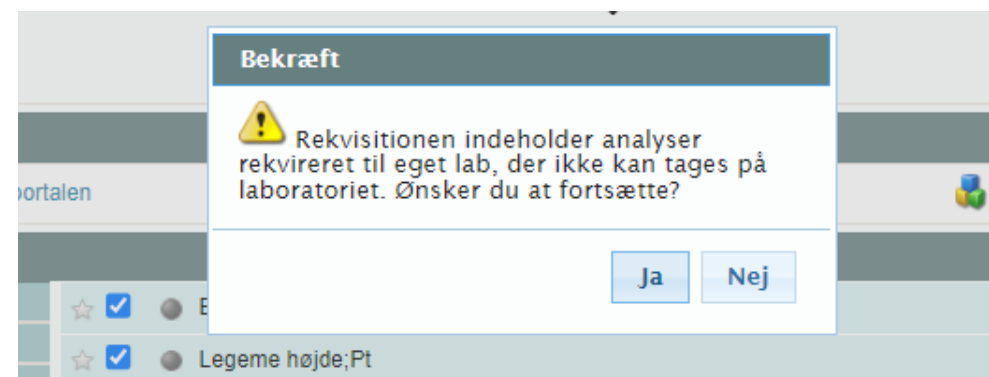 Bekræft
Rekvisitionen indeholder analyser
rekvireret til eget lab, der ikke kan tages på
laboratoriet. Ønsker du at fortsætte?
portalen
Ja
Nej
Legeme højde;Pt